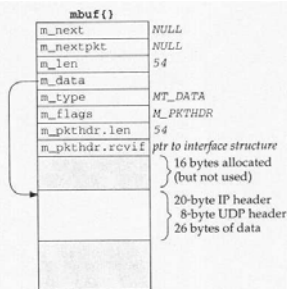 mbuf{}
m_next NULL
m_nextpkt NULL
m_len 54
m_data
m_type MT_DATA
m_flags M_PKTHDR
m_pkthdr.len 54
m_pkthdr.rcvif ptr to interface structure
16 bytes allocated
(but not used)
20-byte IP header
8-byte UDP header
26 bytes of data